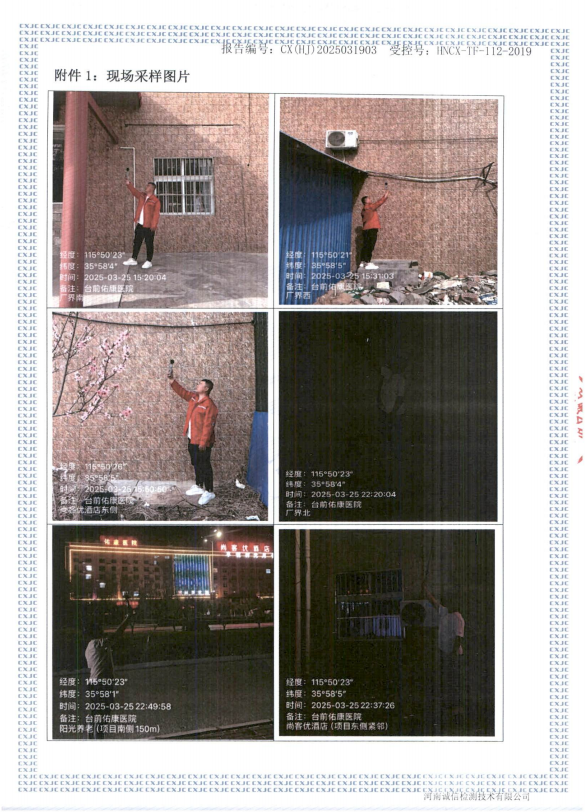 报告编号：CX(HJ)2025031903 受控号：HNCX-TF-112-2019
附件 1：现场采样图片
经度：115°50'23"
纬度：35°58'4"
时间：2025-03-25 15:20:04
备注：台前佑康医院
厂界南
经度：115°50'21"
纬度：35°58'5"
时间：2025-03-25 15:31:03
备注：台前佑康医院
厂界西
经度：115°50'26"
纬度：35°58'5"
时间：2025-03-25 15:50:50
备注：台前佑康医院
尚客优酒店东侧
经度：115°50'23"
纬度：35°58'4"
时间：2025-03-25 22:20:04
备注：台前佑康医院
厂界北
佑康医院
尚客优酒店
经度：115°50'23"
纬度：35°58'1"
时间：2025-03-25 22:49:58
备注：台前佑康医院
阳光养老(项目南侧150m)
经度：115°50'23"
纬度：35°58'5"
时间：2025-03-25 22:37:26
备注：台前佑康医院
尚客优酒店 (项目东侧紧邻)
河南诚信检测技术有限公司